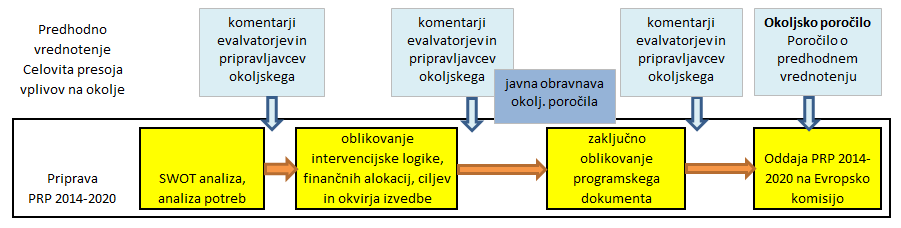 Predhodno
vrednotenje
Celovita presoja
vplivov na okolje
komentarji
evalvatorjev in
pripravljavcev
okoljskega
komentarji
evalvatorjev in
pripravljavcev
okoljskega
javna obravnava
okolj. poročila
komentarji
evalvatorjev in
pripravljavcev
okoljskega
Okoljsko poročilo
Poročilo o
predhodnem
vrednotenju
Priprava
PRP 2014-2020
SWOT analiza,
analiza potreb
oblikovanje
intervencijske logike,
finančnih alokacij, ciljev
in okvirja izvedbe
zaključno
oblikovanje
programskega
dokumenta
Oddaja PRP 2014-
2020 na Evropsko
komisijo